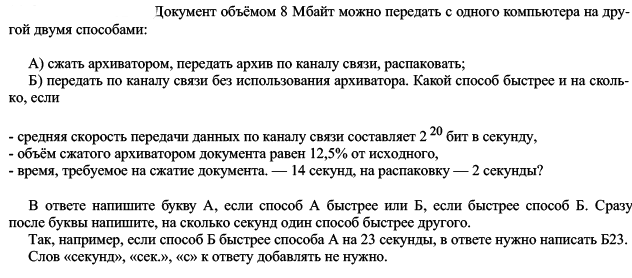 Документ объёмом 8 Мбайт можно передать с одного компьютера на дру-
гой двумя способами:
А) сжать архиватором, передать архив по каналу связи, распаковать;
Б) передать по каналу связи без использования архиватора. Какой способ быстрее и на сколь-
ко, если
- средняя скорость передачи данных по каналу связи составляет 2 20 бит в секунду,
- объём сжатого архиватором документа равен 12,5% от исходного,
- время, требуемое на сжатие документа. — 14 секунд, на распаковку — 2 секунды?
В ответе напишите букву А, если способ А быстрее или Б, если быстрее способ Б. Сразу
после буквы напишите, на сколько секунд один способ быстрее другого.
Так, например, если способ Б быстрее способа А на 23 секунды, в ответе нужно написать Б23.
Слов «секунд», «сек.», «с» к ответу добавлять не нужно.